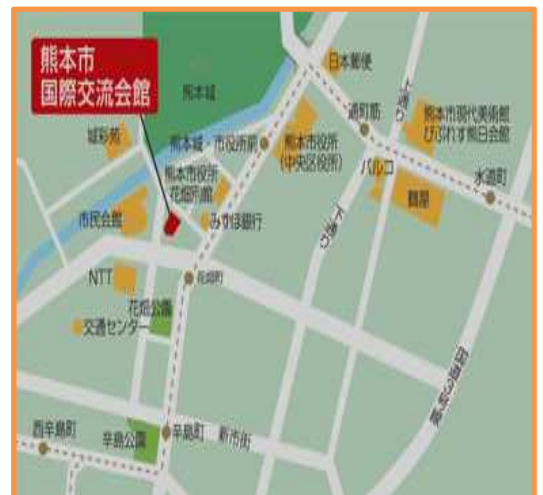 熊本市
国際交流会館
熊本城
日本郵便
上通り
通町筋
熊本市現代美術館
びぷれす熊日会館
城彩苑
熊本城・市役所前
熊本市役所
(中央区役所)
パルコ
水道町
熊本市役所
花畑別館
鶴屋
市民会館
みずほ銀行
下通り
NTT
花畑町
花畑公園
交通センター
国道3号線
西辛島町
辛島公園
辛島町
新市街